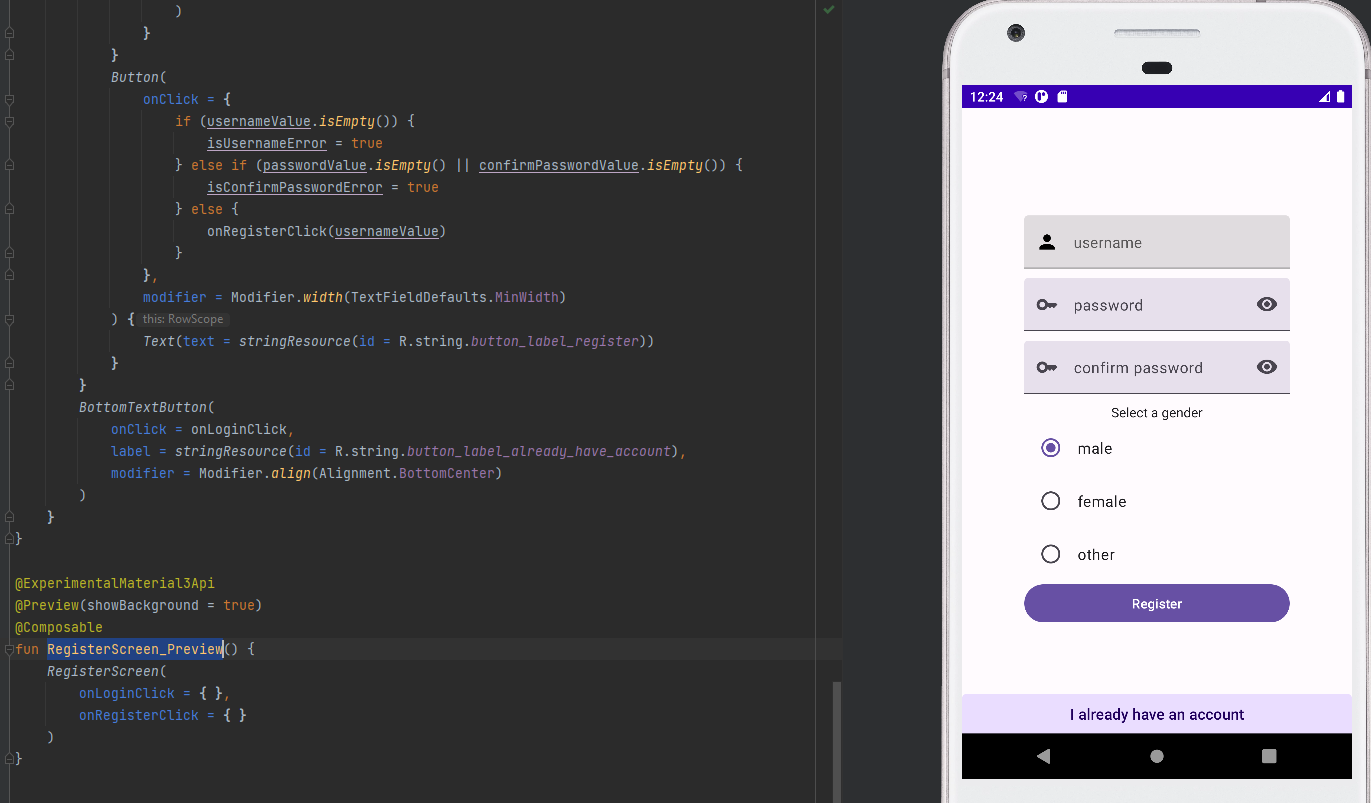 )
}
}
Button(
onClick = {
if (usernameValue.isEmpty()) {
isUsernameError = true
} else if (passwordValue.isEmpty() || confirmPasswordValue.isEmpty()) {
isConfirmPasswordError = true
} else {
onRegisterClick(usernameValue)
}
},
modifier = Modifier.width(TextFieldDefaults.MinWidth)
) { this: RowScope
Text(text = stringResource(id = R.string.button_label_register))
}
}
BottomTextButton(
onClick = onLoginClick,
label = stringResource(id = R.string.button_label_already_have_account),
modifier = Modifier.align(Alignment.BottomCenter)
)
}
}
@ExperimentalMaterial3Api
@Preview(showBackground = true)
@Composable
fun RegisterScreen_Preview() {
RegisterScreen(
onLoginClick = { },
onRegisterClick = { }
)
}
12:24
username
password
confirm password
Select a gender
male
female
other
Register
I already have an account